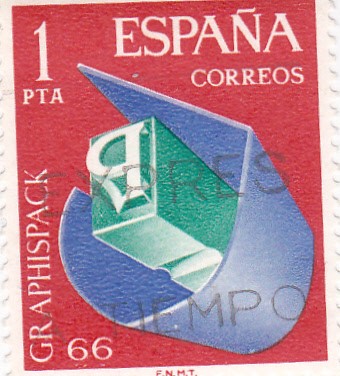 1 ESPAÑA
PTA CORREOS
GRAPHISPACK
66
EXPRES
TIEMPO
F.N.M.T.